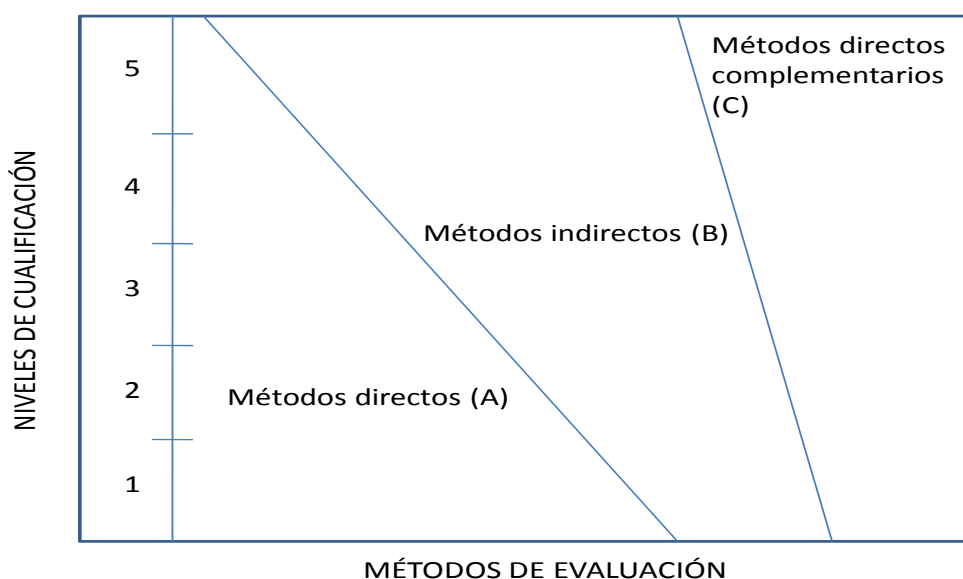 NIVELES DE CUALIFICACIÓN
5
4
3
2
1
Métodos directos
complementarios
(C)
Métodos indirectos (B)
Métodos directos (A)
MÉTODOS DE EVALUACIÓN